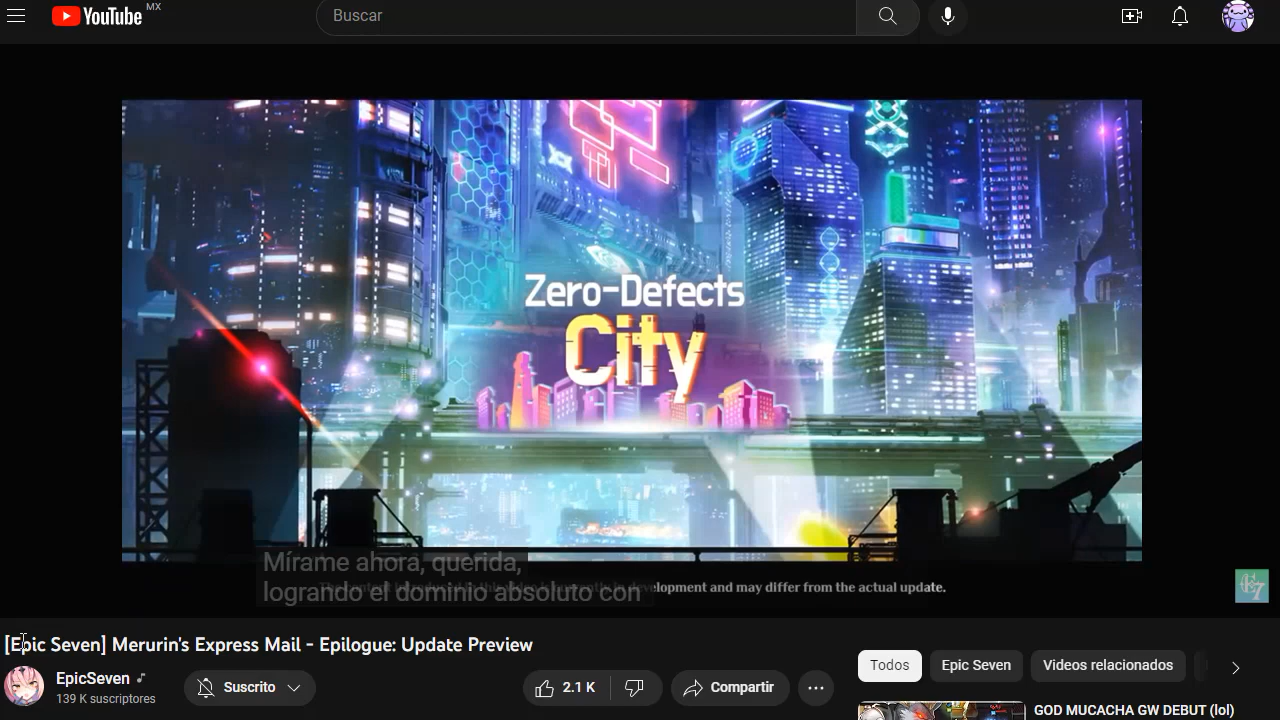 YouTube MX
Buscar
Zero-Defects
City
Mírame ahora, querida,
logrando el dominio absoluto con
development and may differ from the actual update.
[Epic Seven] Merurin's Express Mail - Epilogue: Update Preview
EpicSeven
139 K suscriptores
Suscrito
2.1 K
Compartir
Todos
Epic Seven
Videos relacionados
GOD MUCACHA GW DEBUT (lol)